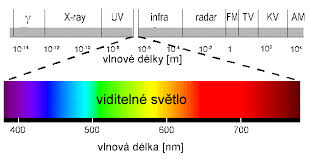 γ X-ray UV infra radar FM TV KV AM
10⁻¹⁴ 10⁻¹² 10⁻¹⁰ 10⁻⁸ 10⁻⁶ 10⁻⁴ 10⁻² 1 10² 10⁴
vlnové délky [m]
viditelné světlo
400 500 600 700
vlnová délka [nm]